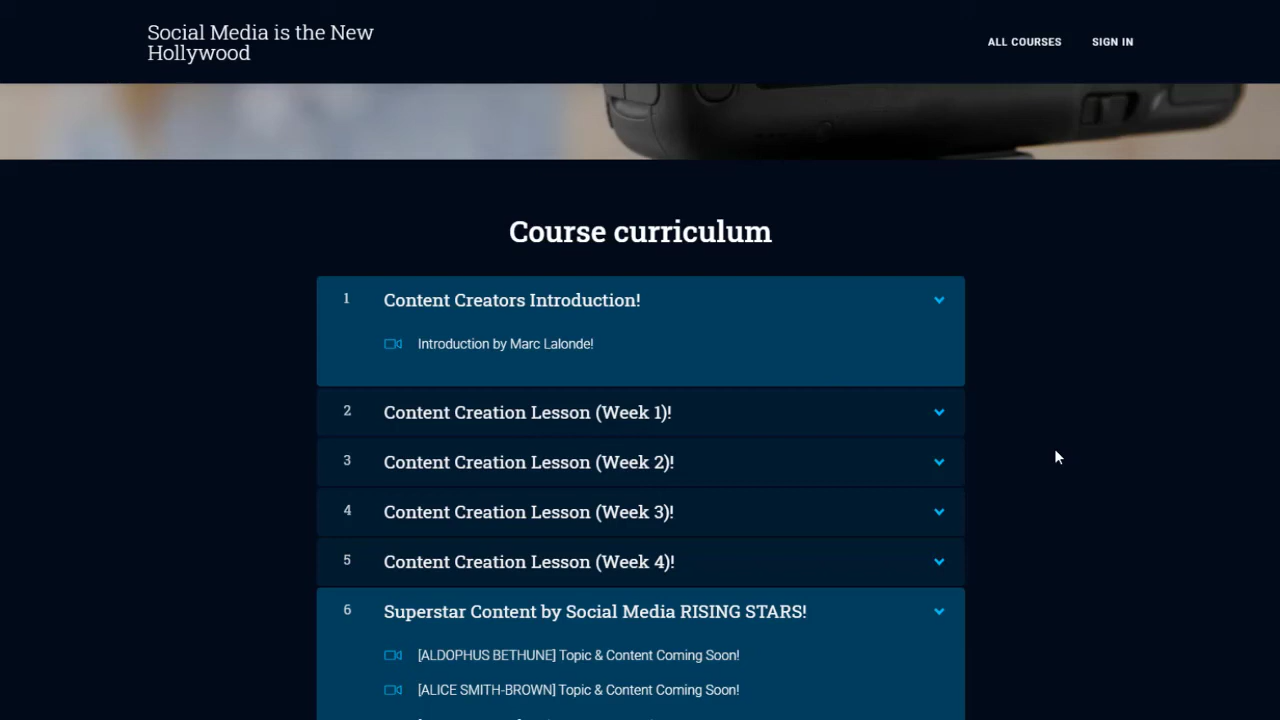 Social Media is the New
Hollywood
ALL COURSES
SIGN IN
Course curriculum
1 Content Creators Introduction!
Introduction by Marc Lalonde!
2 Content Creation Lesson (Week 1)!
3 Content Creation Lesson (Week 2)!
4 Content Creation Lesson (Week 3)!
5 Content Creation Lesson (Week 4)!
6 Superstar Content by Social Media RISING STARS!
[ALDOPHUS BETHUNE] Topic & Content Coming Soon!
[ALICE SMITH-BROWN] Topic & Content Coming Soon!